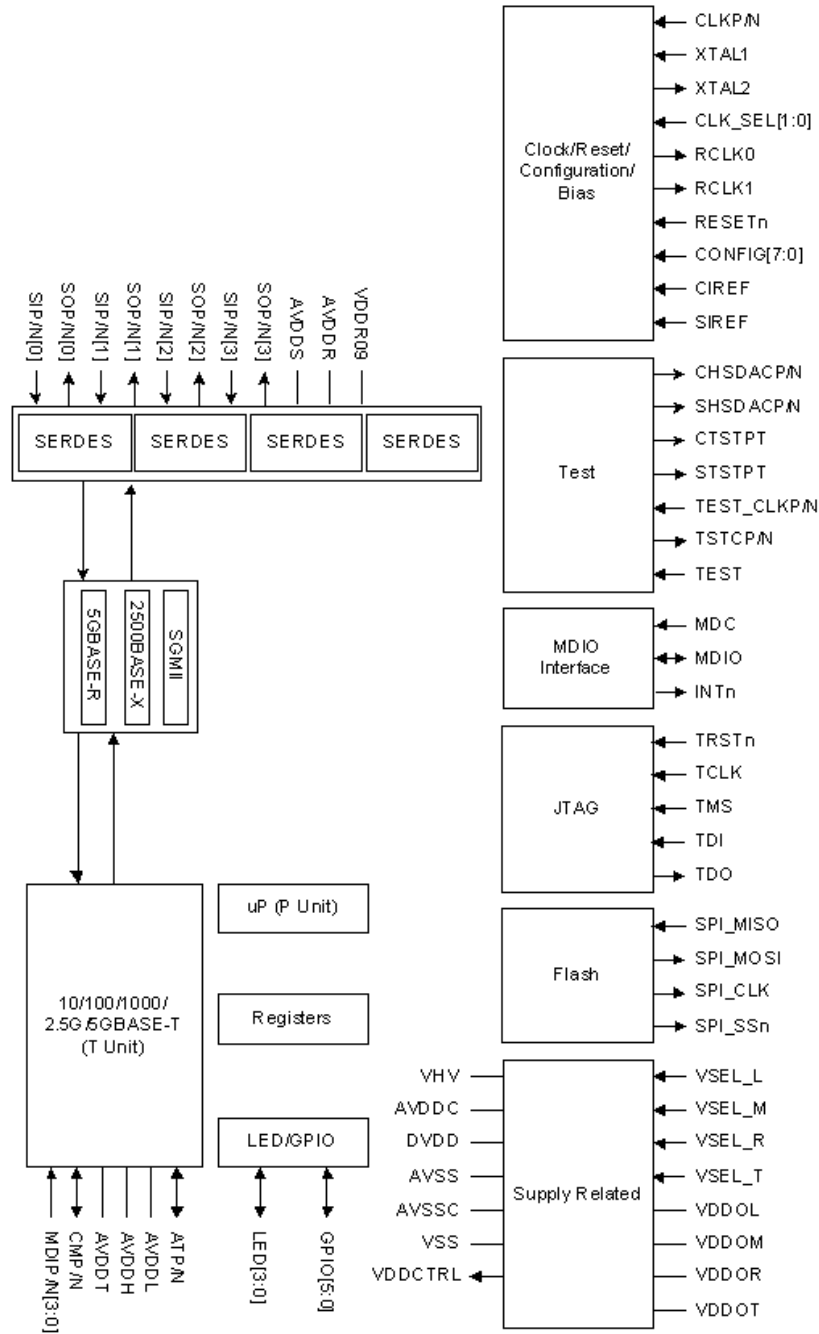 CLKP/N
XTAL1
XTAL2
CLK_SEL[1:0]
RCLK0
RCLK1
RESETn
CONFIG[7:0]
CIREF
SIREF
Clock/Reset/
Configuration/
Bias
SIP/N[0]
SOP/N[0]
SIP/N[1]
SOP/N[1]
SIP/N[2]
SOP/N[2]
SIP/N[3]
SOP/N[3]
AVDDS
AVDDR
VDDR09
SERDES
SERDES
SERDES
SERDES
CHSDACP/N
SHSDACP/N
CTSTPT
STSTPT
TEST_CLKP/N
TSTCP/N
TEST
Test
5GBASE-R
2500BASE-X
SGMII
MDIO
Interface
MDC
MDIO
INTn
JTAG
TRSTn
TCLK
TMS
TDI
TDO
10/100/1000/
2.5G/5GBASE-T
(T Unit)
uP (P Unit)
Registers
LED/GPIO
Flash
SPI_MISO
SPI_MOSI
SPI_CLK
SPI_SSn
MDIP/N[3:0]
CMP/N
AVDDT
AVDDH
AVDDL
ATP/N
LED[3:0]
GPIO[5:0]
VHV
AVDDC
DVDD
AVSS
AVSSC
VSS
VDDCTRL
Supply Related
VSEL_L
VSEL_M
VSEL_R
VSEL_T
VDDOL
VDDOM
VDDOR
VDDOT